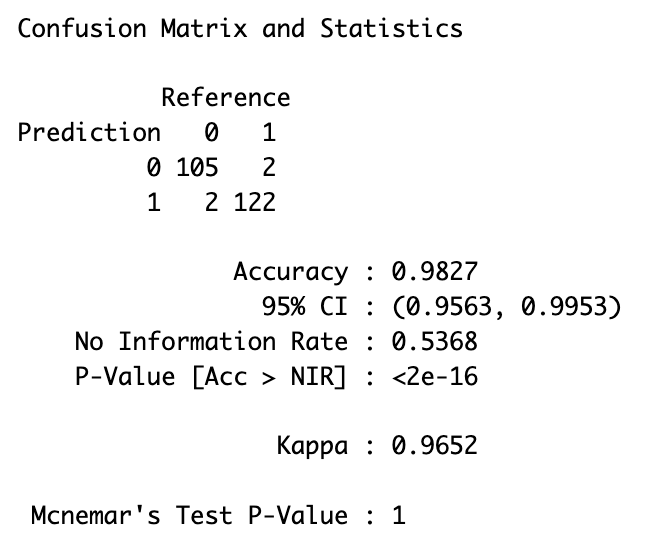 Confusion Matrix and Statistics
Reference
Prediction 0 1
0 105 2
1 2 122
Accuracy : 0.9827
95% CI : (0.9563, 0.9953)
No Information Rate : 0.5368
P-Value [Acc > NIR] : <2e-16
Kappa : 0.9652
Mcnemar's Test P-Value : 1